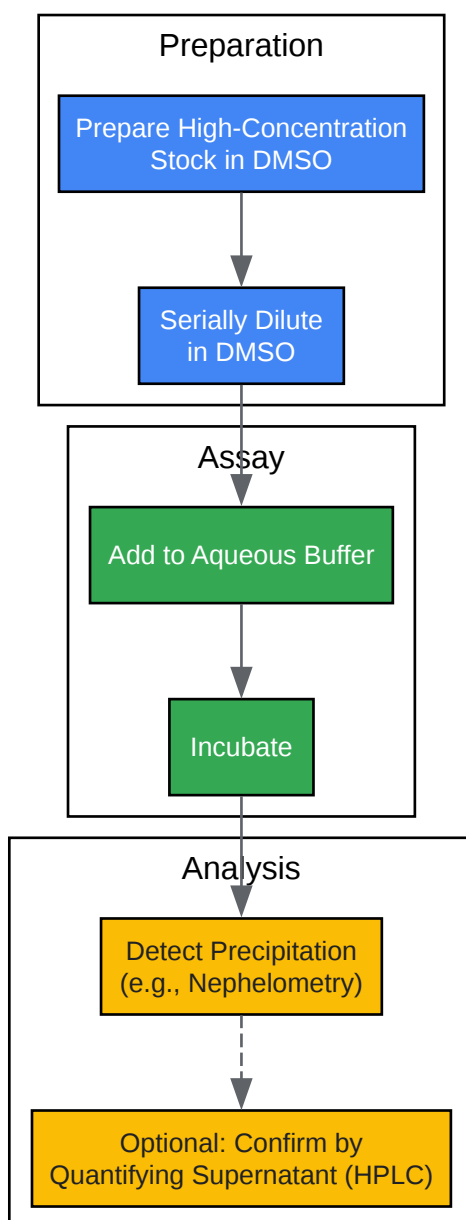 Preparation
Prepare High-Concentration
Stock in DMSO
Serially Dilute
in DMSO
Assay
Add to Aqueous Buffer
Incubate
Analysis
Detect Precipitation
(e.g., Nephelometry)
Optional: Confirm by
Quantifying Supernatant (HPLC)